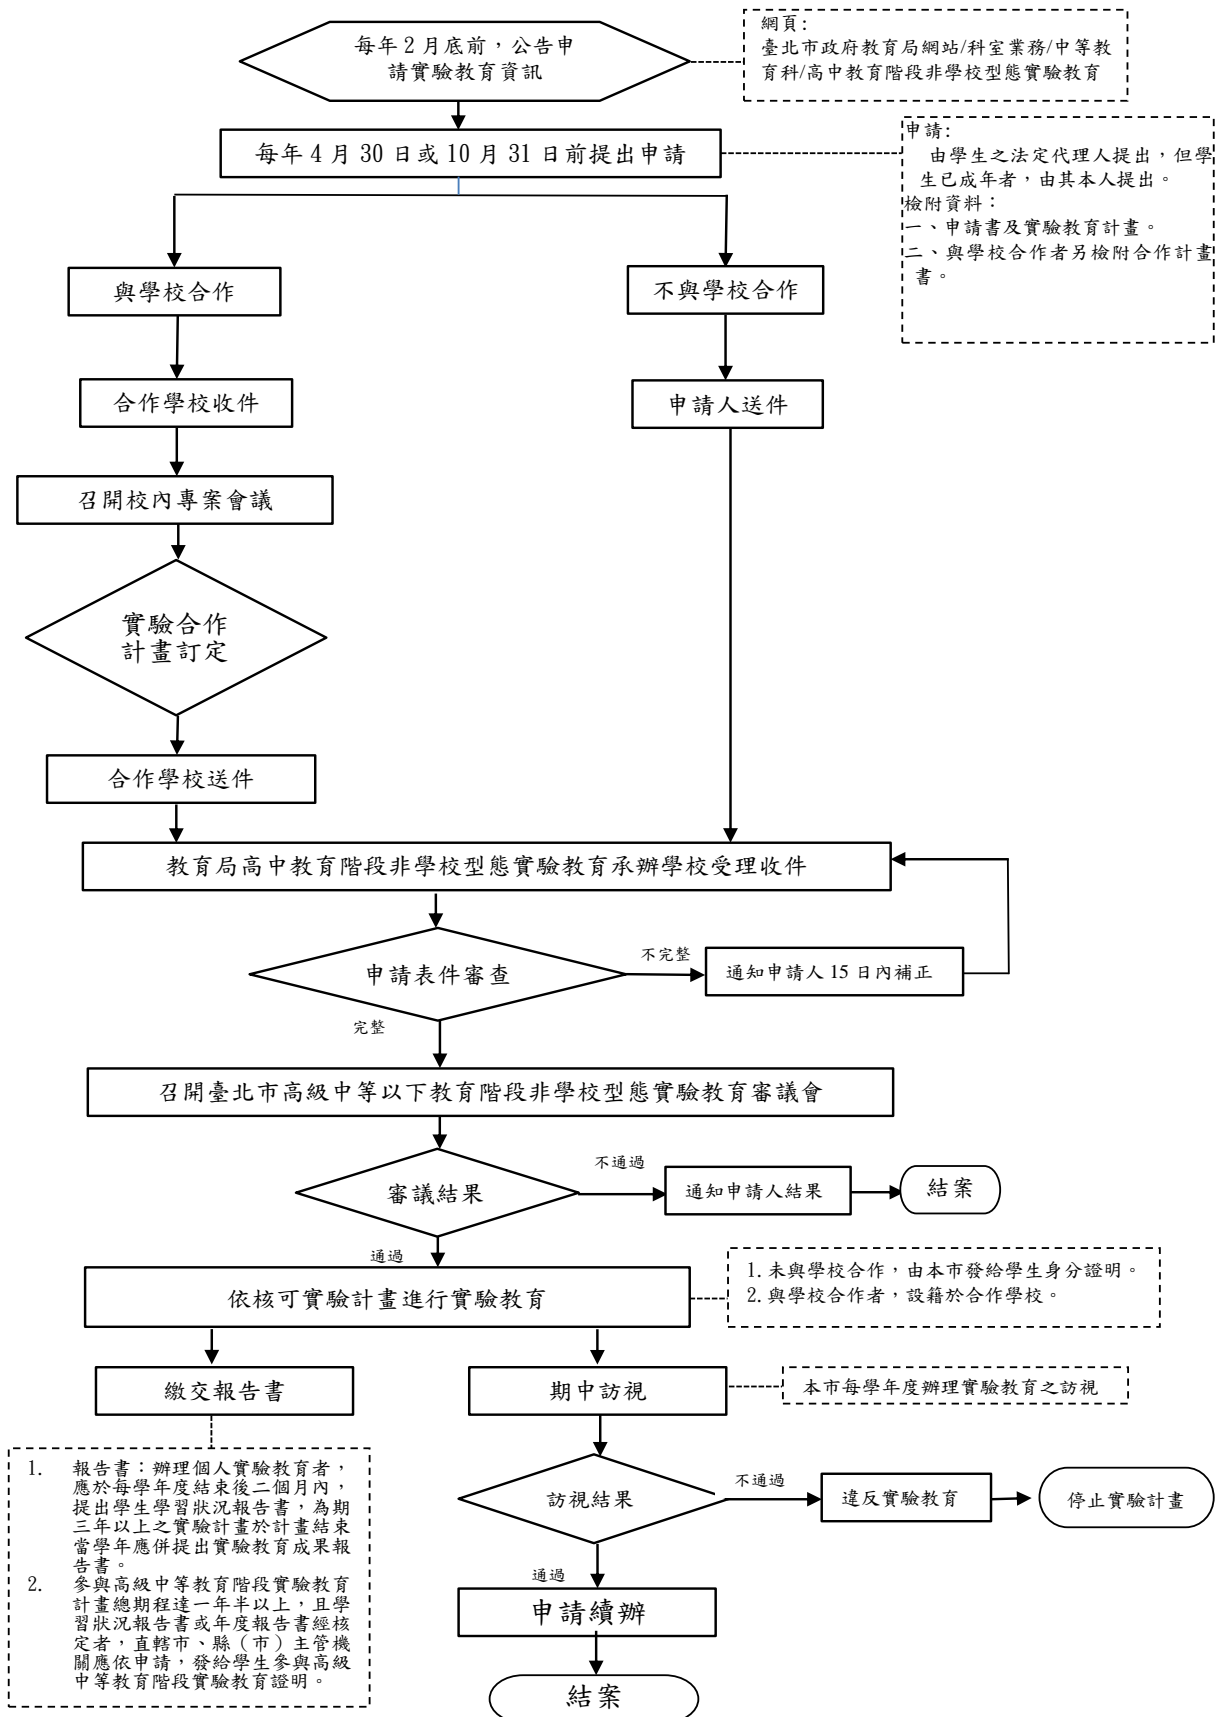 每年 2 月底前，公告申
請實驗教育資訊
網頁:
臺北市政府教育局網站/科室業務/中等教
育科/高中教育階段非學校型態實驗教育
每年 4 月 30 日或 10 月 31 日前提出申請
申請:
由學生之法定代理人提出，但學
生已成年者，由其本人提出。
檢附資料：
一、申請書及實驗教育計畫。
二、與學校合作者另檢附合作計畫
書。
與學校合作
不與學校合作
合作學校收件
申請人送件
召開校內專案會議
實驗合作
計畫訂定
合作學校送件
教育局高中教育階段非學校型態實驗教育承辦學校受理收件
申請表件審查
不完整
通知申請人 15 日內補正
完整
召開臺北市高級中等以下教育階段非學校型態實驗教育審議會
審議結果
不通過
通知申請人結果
結案
通過
依核可實驗計畫進行實驗教育
1.未與學校合作，由本市發給學生身分證明。
2.與學校合作者，設籍於合作學校。
繳交報告書
期中訪視
本市每學年度辦理實驗教育之訪視
1. 報告書：辦理個人實驗教育者，
應於每學年度結束後二個月內，
提出學生學習狀況報告書，為期
三年以上之實驗計畫於計畫結束
當學年應併提出實驗教育成果報
告書。
2. 參與高級中等教育階段實驗教育
計畫總期程達一年半以上，且學
習狀況報告書或年度報告書經核
定者，直轄市、縣（市）主管機
關應依申請，發給學生參與高級
中等教育階段實驗教育證明。
訪視結果
不通過
違反實驗教育
停止實驗計畫
通過
申請續辦
結案